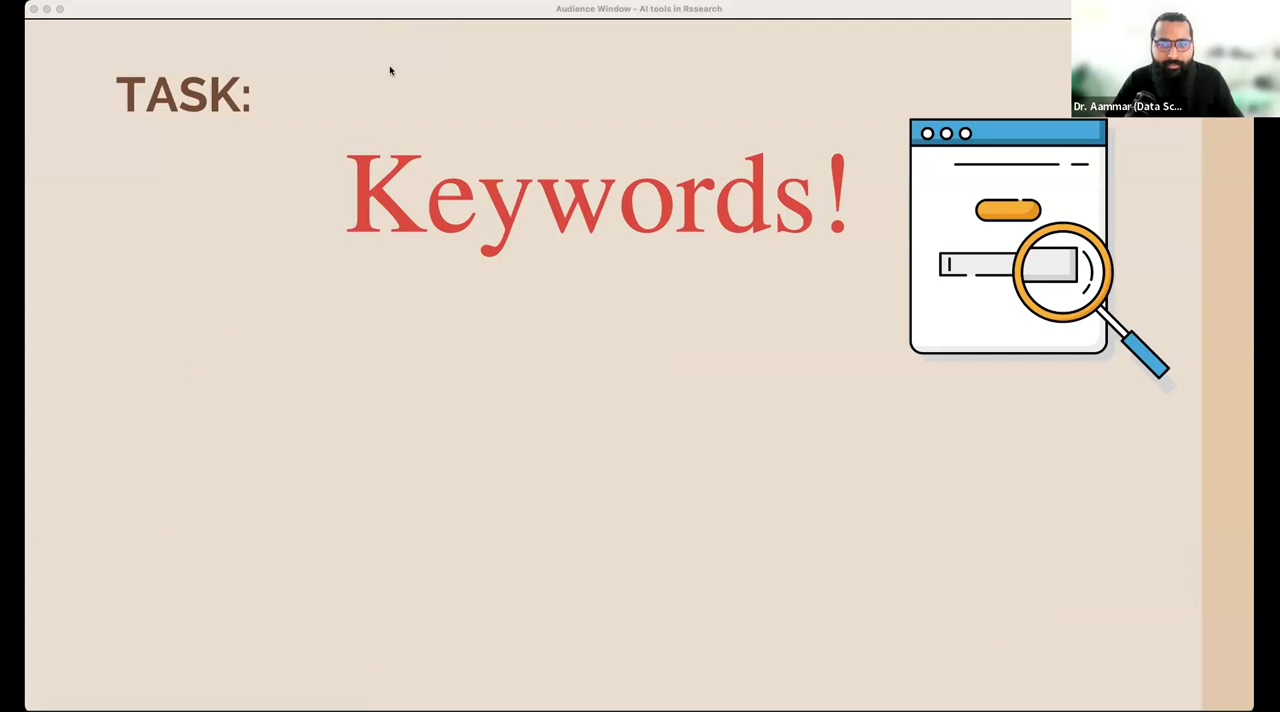 Audience Window - AI tools in Rssearch
TASK:
Dr. Aammar (Data Sc...
Keywords!